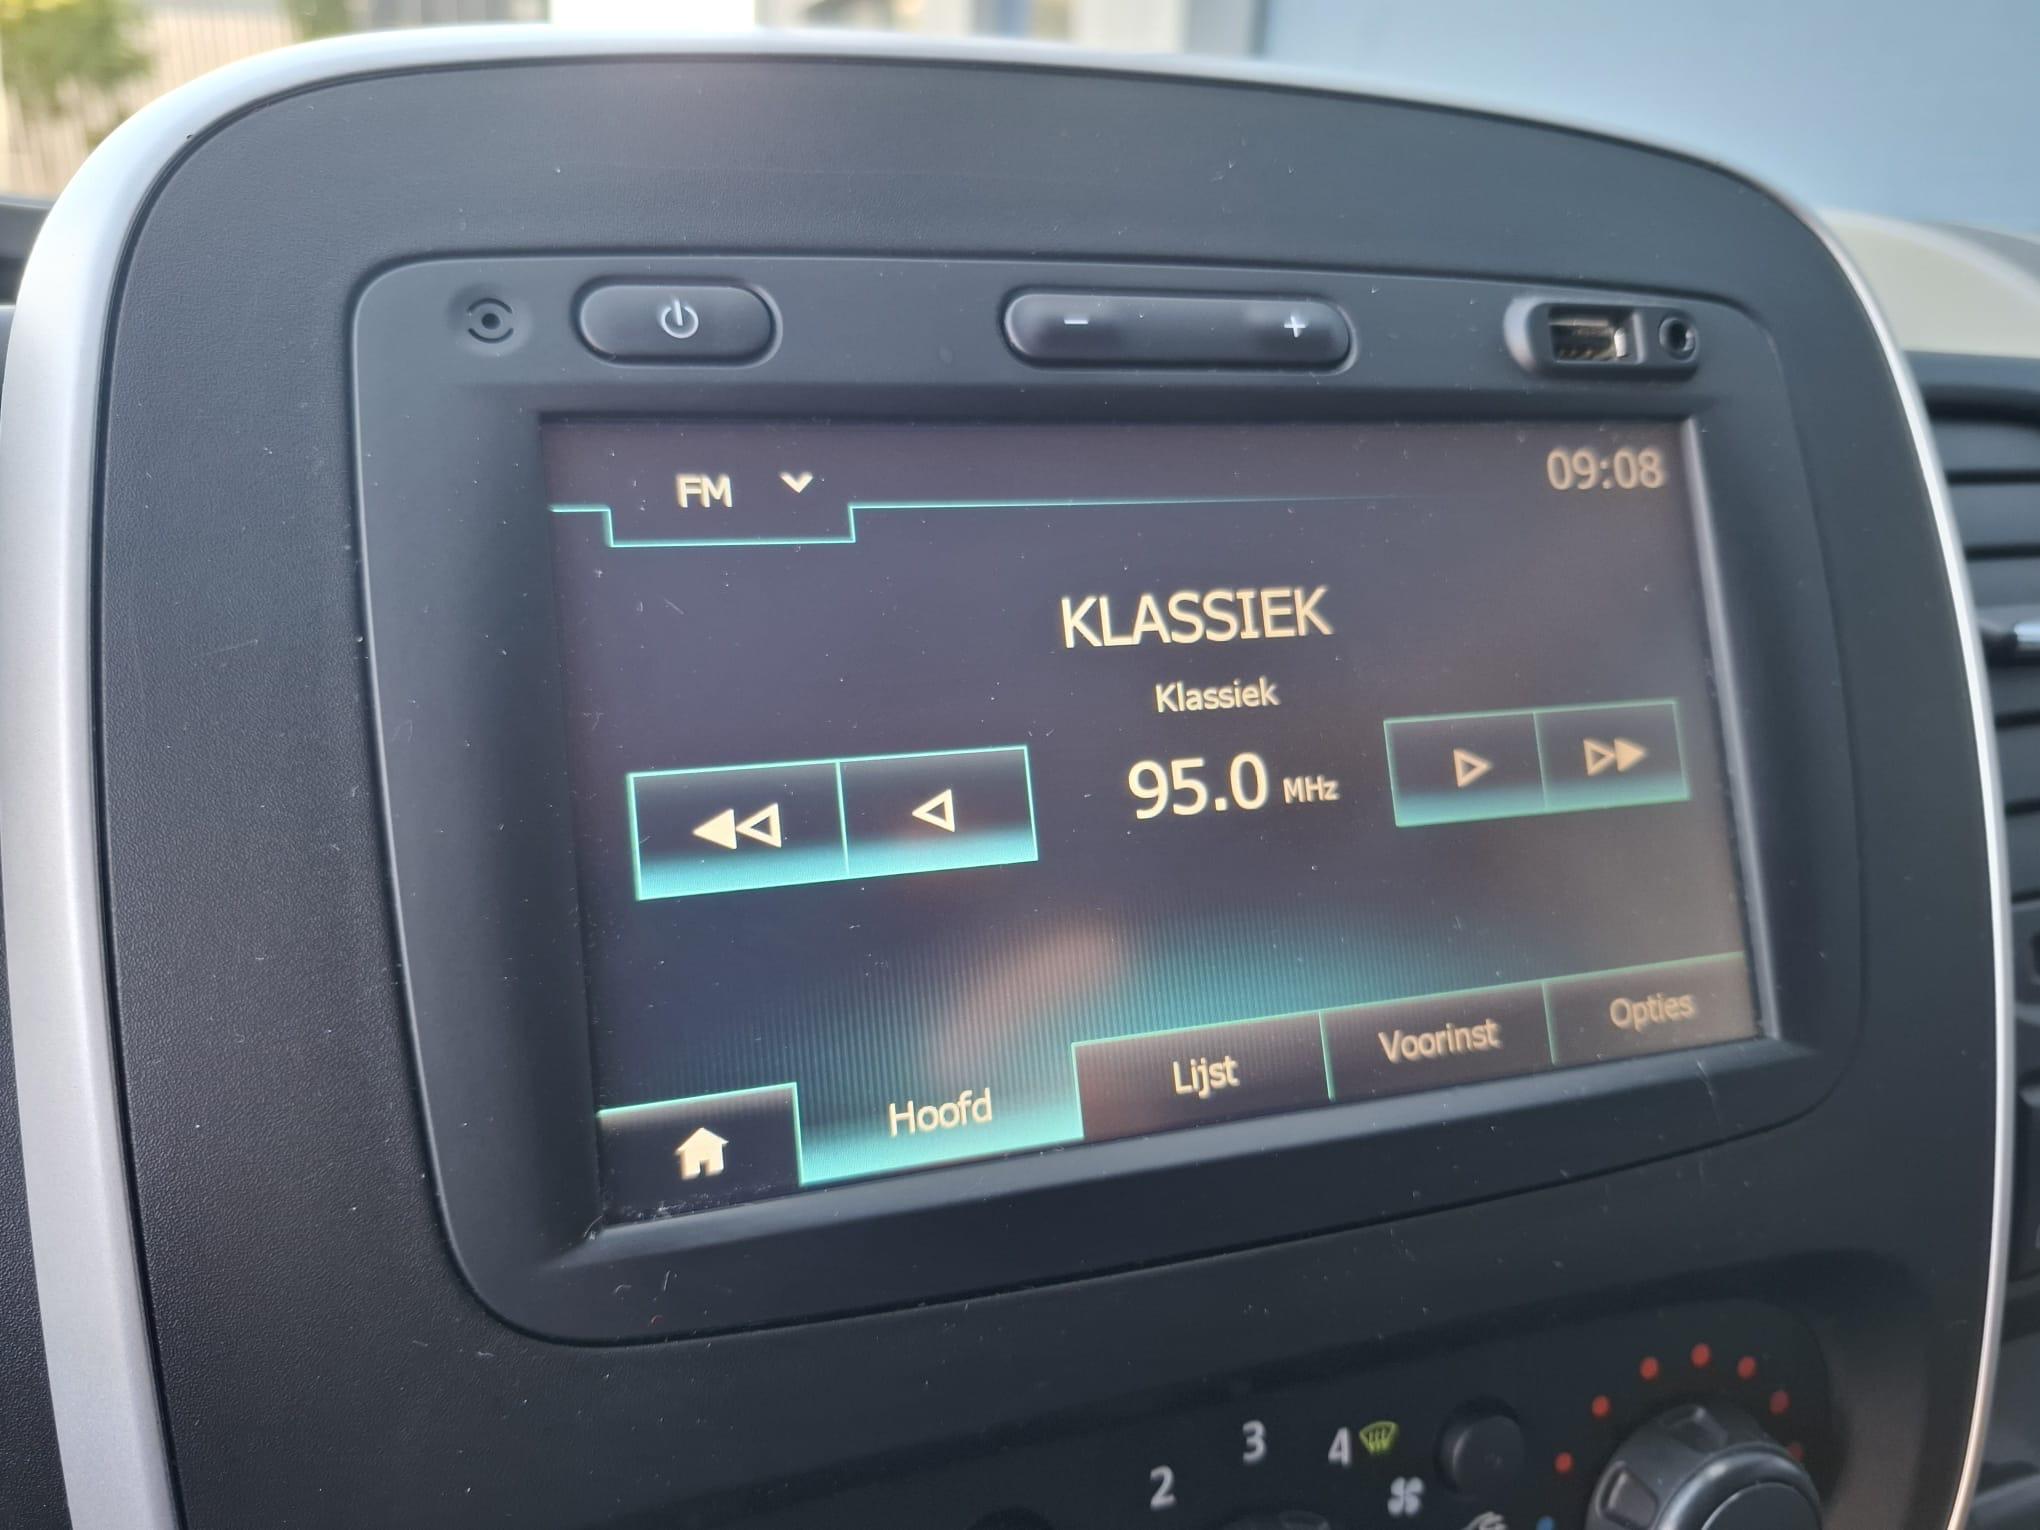 FM
09:08
KLASSIEK
Klassiek
95.0 MHz
Hoofd
Lijst
Voorinst
Opties
2
3
4